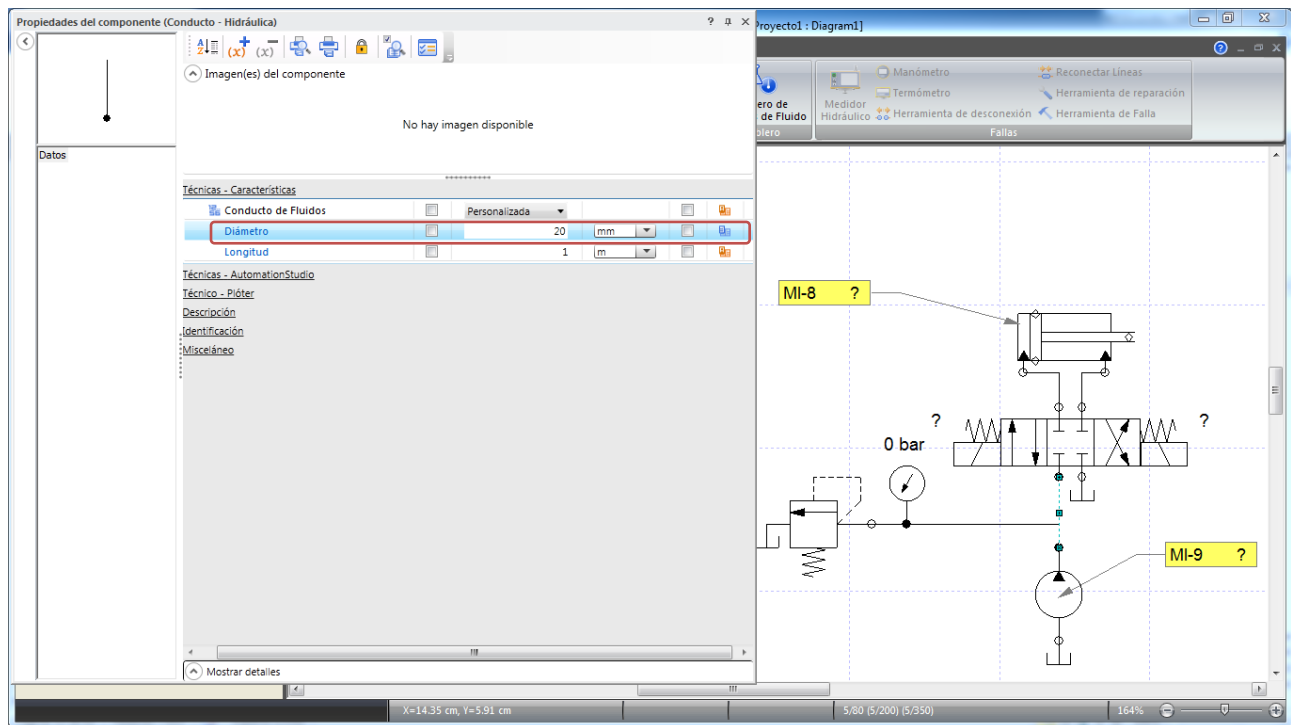 Propiedades del componente (Conducto - Hidráulica)
Proyecto1 : Diagram1]
Imagen(es) del componente
No hay imagen disponible
Datos
Técnicas - Características
Conducto de Fluidos Personalizada
Diámetro 20 mm
Longitud 1 m
Técnicas - AutomationStudio
Técnico - Plóter
Descripción
Identificación
Misceláneo
Mostrar detalles
ero de
de Fluido
olero
Medidor
Hidráulico
Manómetro
Termómetro
Herramienta de desconexión
Reconectar Líneas
Herramienta de reparación
Herramienta de Falla
Fallas
MI-8 ?
?
?
0 bar
MI-9 ?
X=14.35 cm, Y=5.91 cm
5/80 (5/200) (5/350)
164%